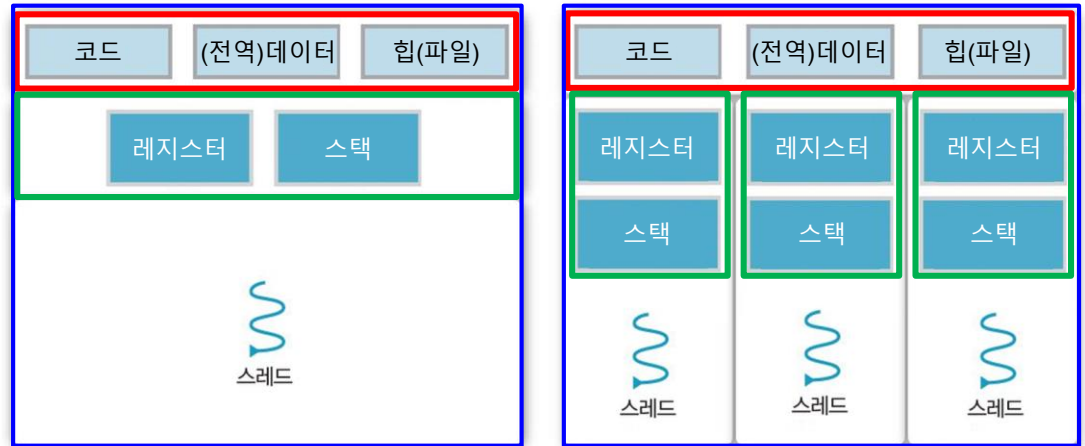 코드 (전역)데이터 힙(파일)
레지스터 스택
스레드
코드 (전역)데이터 힙(파일)
레지스터 레지스터 레지스터
스택 스택 스택
스레드 스레드 스레드